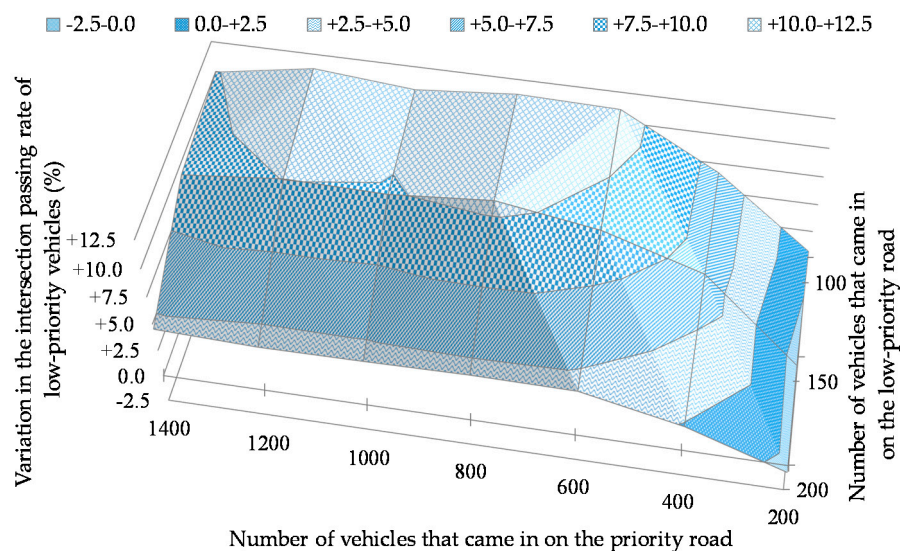 -2.5-0.0 0.0-+2.5 +2.5-+5.0 +5.0-+7.5 +7.5-+10.0 +10.0-+12.5
Variation in the intersection passing rate of
low-priority vehicles (%)
+12.5
+10.0
+7.5
+5.0
+2.5
0.0
-2.5
1400
1200
1000
800
600
400
200
Number of vehicles that came in on the priority road
100
150
200
Number of vehicles that came in
on the low-priority road